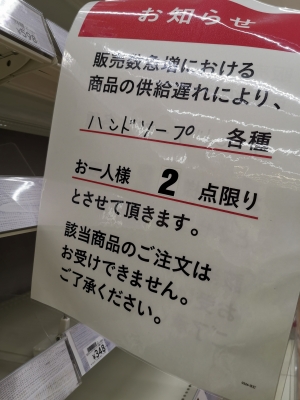 お知らせ
販売数急増における
商品の供給遅れにより、
ハンドソープ 各種
お一人様 2 点限り
とさせて頂きます。
該当商品のご注文は
お受けできません。
ご了承ください。
¥348